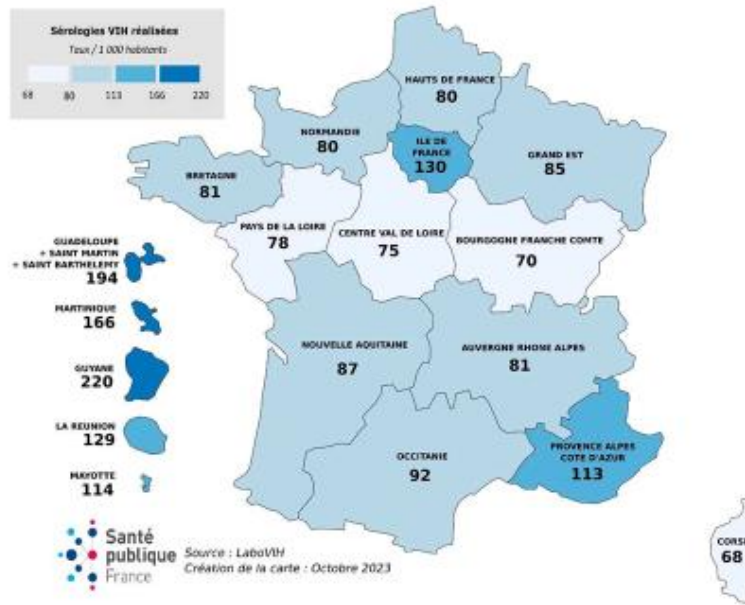 Sérologies VIH réalisées
Taux / 1 000 habitants
68 80 113 166 220
HAUTS DE FRANCE
80
NORMANDIE
80
ILE DE
FRANCE
130
GRAND EST
85
BRETAGNE
81
PAYS DE LA LOIRE
78
CENTRE VAL DE LOIRE
75
BOURGOGNE FRANCHE COMTE
70
GUADELOUPE
+ SAINT MARTIN
+ SAINT BARTHELEMY
194
MARTINIQUE
166
NOUVELLE AQUITAINE
87
AUVERGNE RHONE ALPES
81
GUYANE
220
LA REUNION
129
OCCITANIE
92
PROVENCE ALPES
COTE D'AZUR
113
MAYOTTE
114
Santé
publique
France
Source : LaboVIH
Création de la carte : Octobre 2023
CORS
68